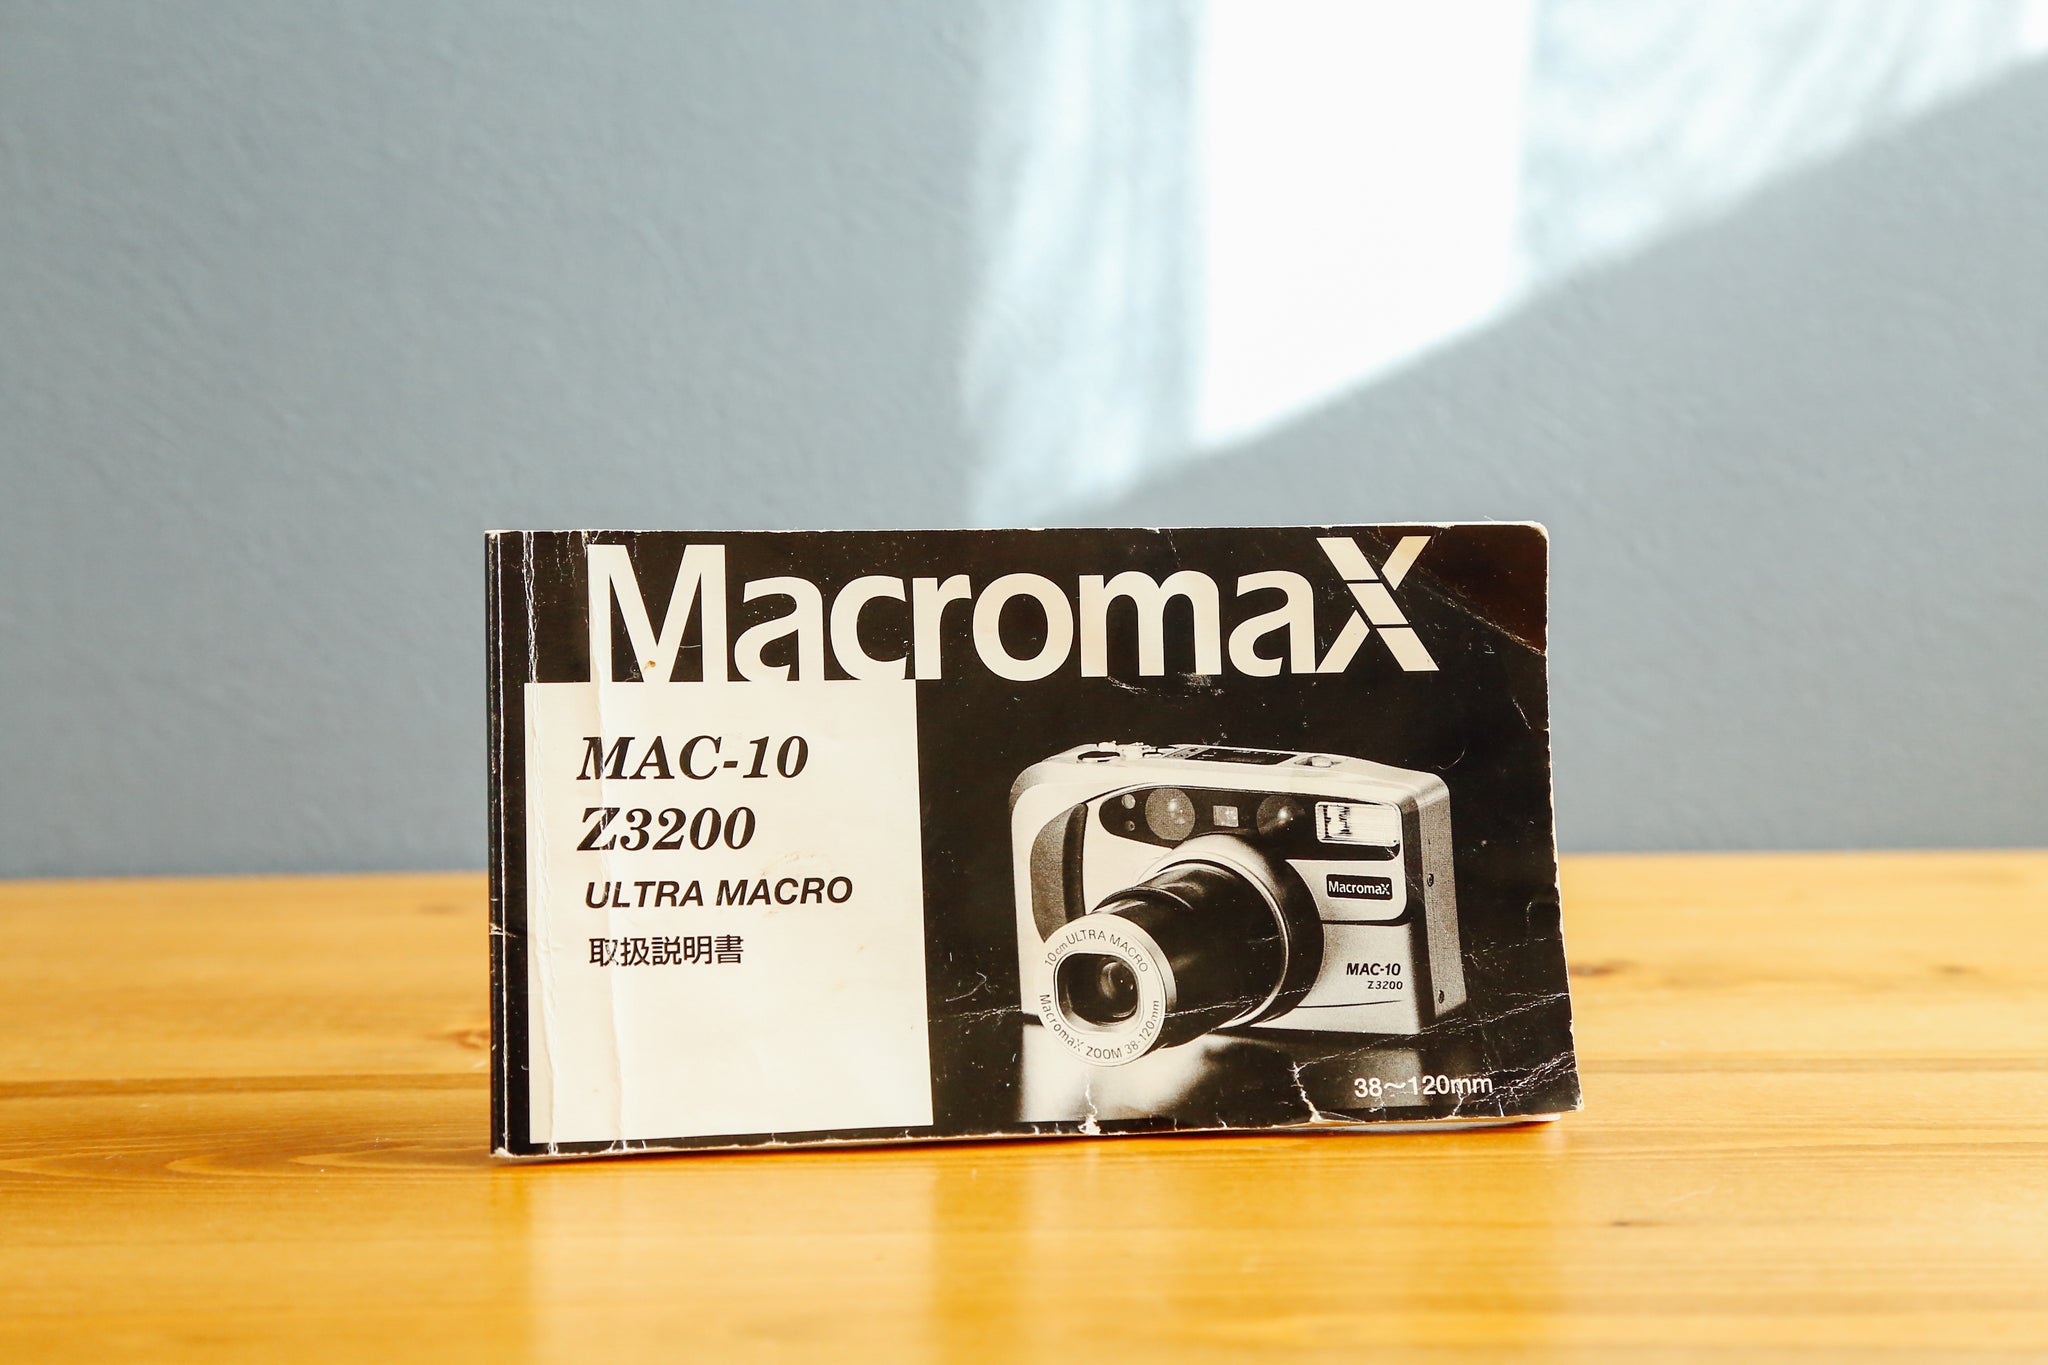 MacromaX
MAC-10
Z3200
ULTRA MACRO
取扱説明書
MacromaX
MAC-10
Z3200
10cm ULTRA MACRO
MacromaX ZOOM 38-120mm
38～120mm